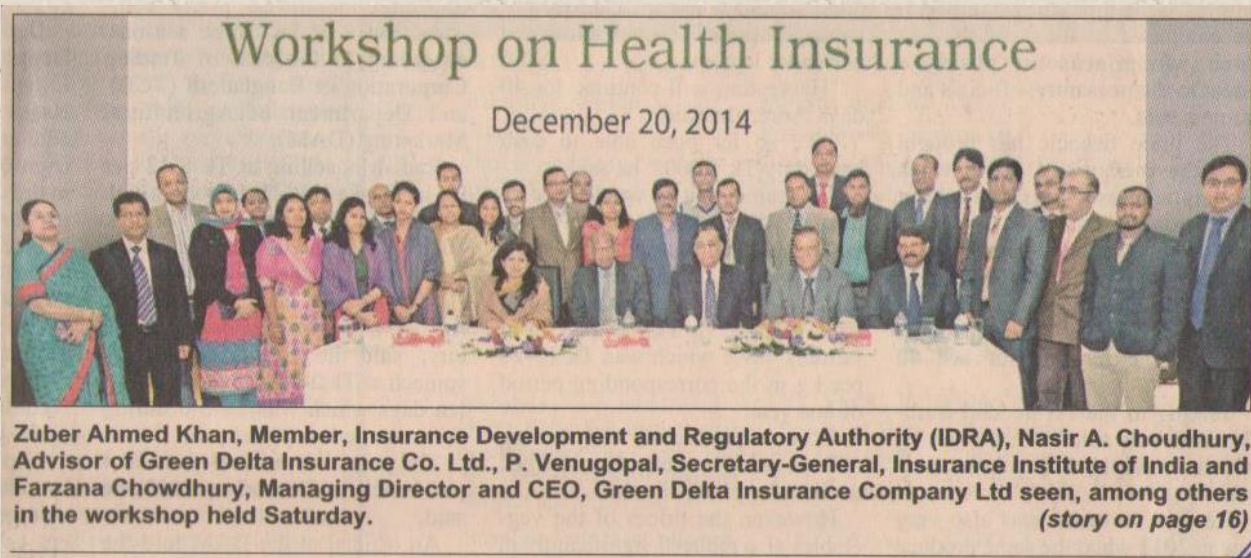 Workshop on Health Insurance
December 20, 2014
Zuber Ahmed Khan, Member, Insurance Development and Regulatory Authority (IDRA), Nasir A. Choudhury,
Advisor of Green Delta Insurance Co. Ltd., P. Venugopal, Secretary-General, Insurance Institute of India and
Farzana Chowdhury, Managing Director and CEO, Green Delta Insurance Company Ltd seen, among others
in the workshop held Saturday. (story on page 16)